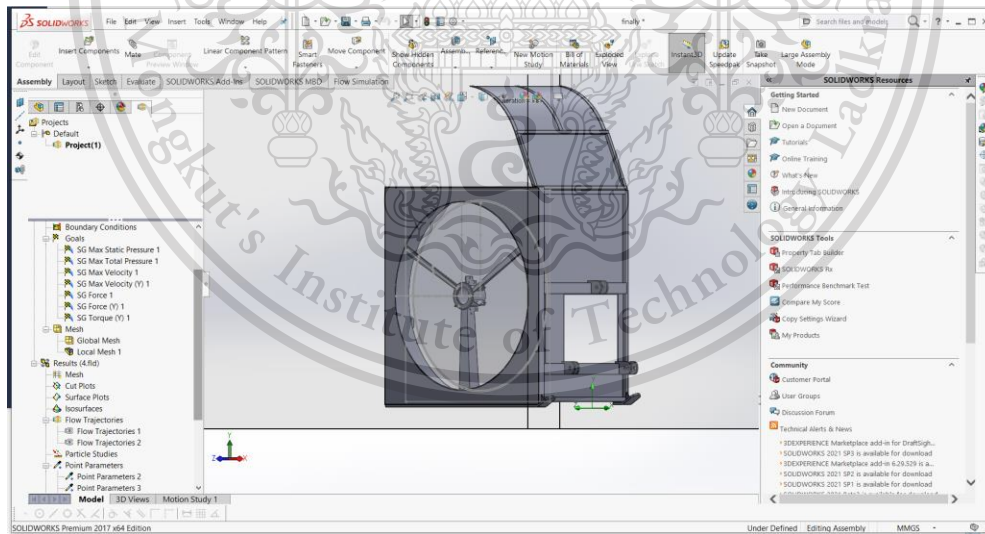 SOLIDWORKS File Edit View Insert Tools Window Help finally * Search files and models
Edit Component
Insert Components
Mate
Component Preview Window
Linear Component Pattern
Smart Fasteners
Move Component
Show Hidden Components
Assemb...
Referenc...
New Motion Study
Bill of Materials
Exploded View
Instant3D
Update Speedpak
Take Snapshot
Large Assembly Mode
Assembly Layout Sketch Evaluate SOLIDWORKS Add-Ins SOLIDWORKS MBD Flow Simulation
Projects
Default
Project(1)
Boundary Conditions
Goals
SG Max Static Pressure 1
SG Max Total Pressure 1
SG Max Velocity 1
SG Max Velocity (Y) 1
SG Force 1
SG Force (Y) 1
SG Torque (Y) 1
Mesh
Global Mesh
Local Mesh 1
Results (4.fld)
Mesh
Cut Plots
Surface Plots
Isosurfaces
Flow Trajectories
Flow Trajectories 1
Flow Trajectories 2
Particle Studies
Point Parameters
Point Parameters 2
Point Parameters 3
Y
Z
Model 3D Views Motion Study 1
SOLIDWORKS Premium 2017 x64 Edition
Under Defined Editing Assembly MMGS
SOLIDWORKS Resources
Getting Started
New Document
Open a Document
Tutorials
Online Training
What's New
Introducing SOLIDWORKS
General Information
SOLIDWORKS Tools
Property Tab Builder
SOLIDWORKS Rx
Performance Benchmark Test
Compare My Score
Copy Settings Wizard
My Products
Community
Customer Portal
User Groups
Discussion Forum
Technical Alerts & News
3DEXPERIENCE Marketplace add-in for DraftSigh...
SOLIDWORKS 2021 SP3 is available for download
3DEXPERIENCE Marketplace add-in 6.29.529 is a...
SOLIDWORKS 2021 SP2 is available for download
SOLIDWORKS 2021 SP1 is available for download
ongkut's Institute of Technology Ladkra